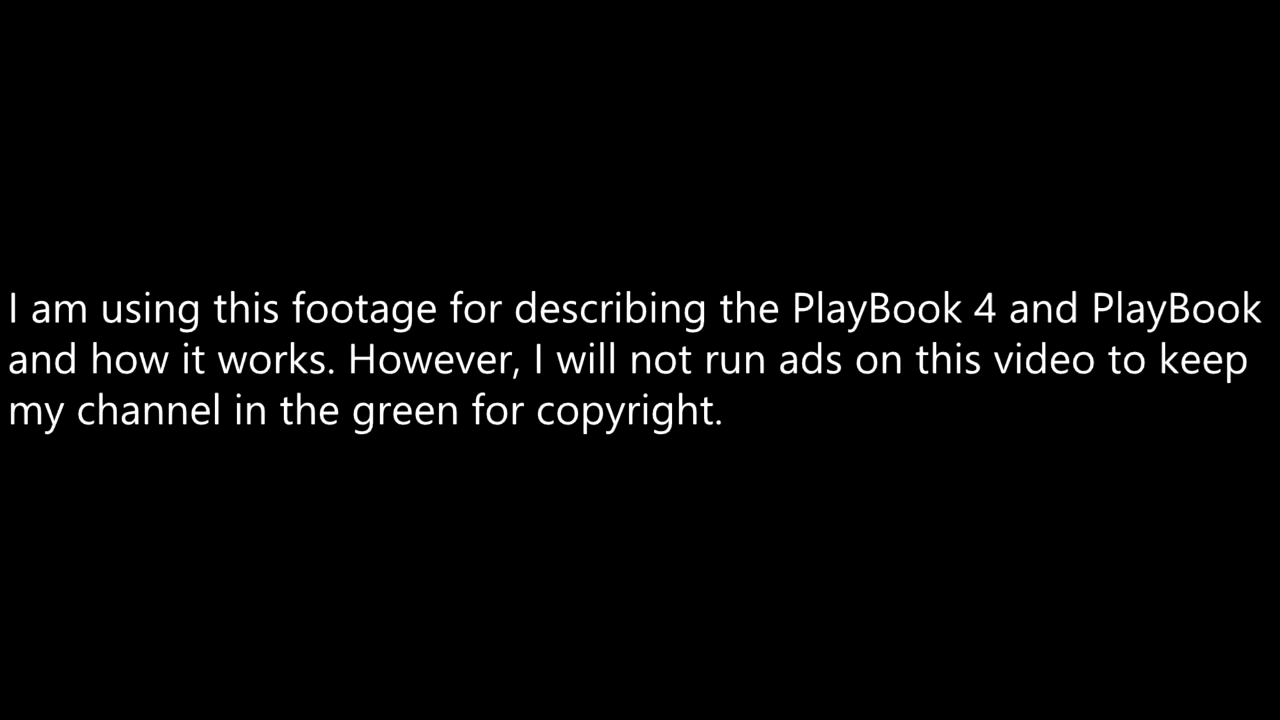 I am using this footage for describing the PlayBook 4 and PlayBook
and how it works. However, I will not run ads on this video to keep
my channel in the green for copyright.